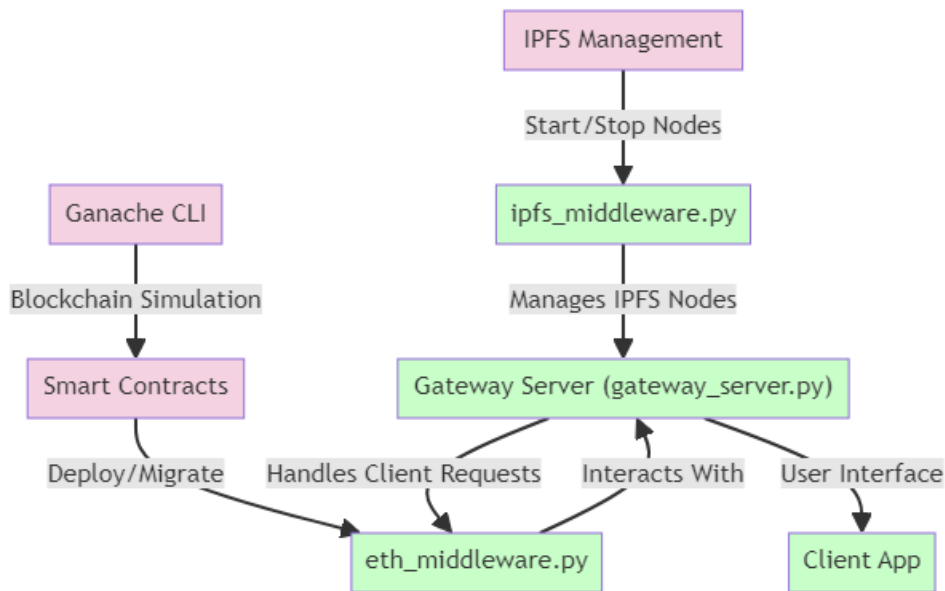 IPFS Management
Start/Stop Nodes
Ganache CLI
ipfs_middleware.py
Blockchain Simulation
Manages IPFS Nodes
Smart Contracts
Gateway Server (gateway_server.py)
Deploy/Migrate
Handles Client Requests
Interacts With
User Interface
eth_middleware.py
Client App